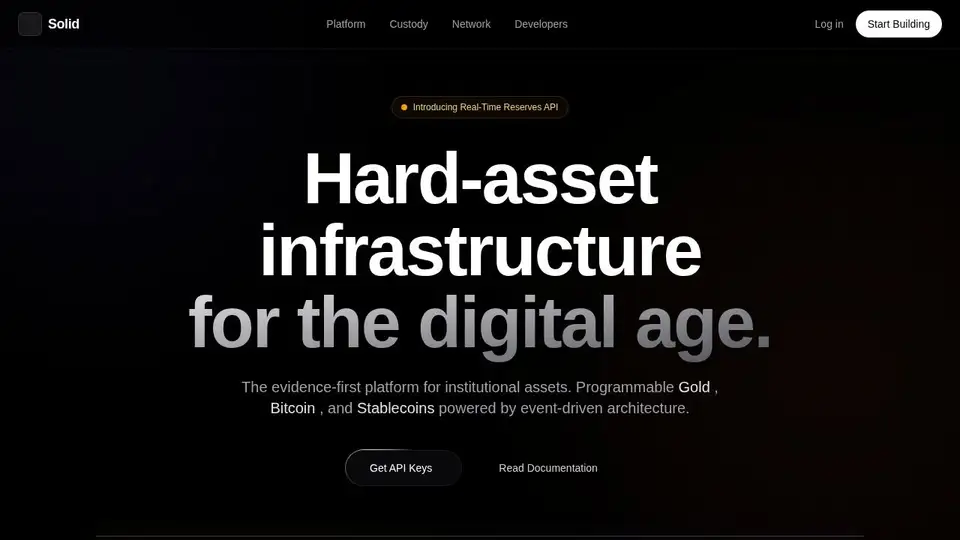 Solid
Platform
Custody
Network
Developers
Log in
Start Building
Introducing Real-Time Reserves API
Hard-asset
infrastructure
for the digital age.
The evidence-first platform for institutional assets. Programmable Gold ,
Bitcoin , and Stablecoins powered by event-driven architecture.
Get API Keys
Read Documentation